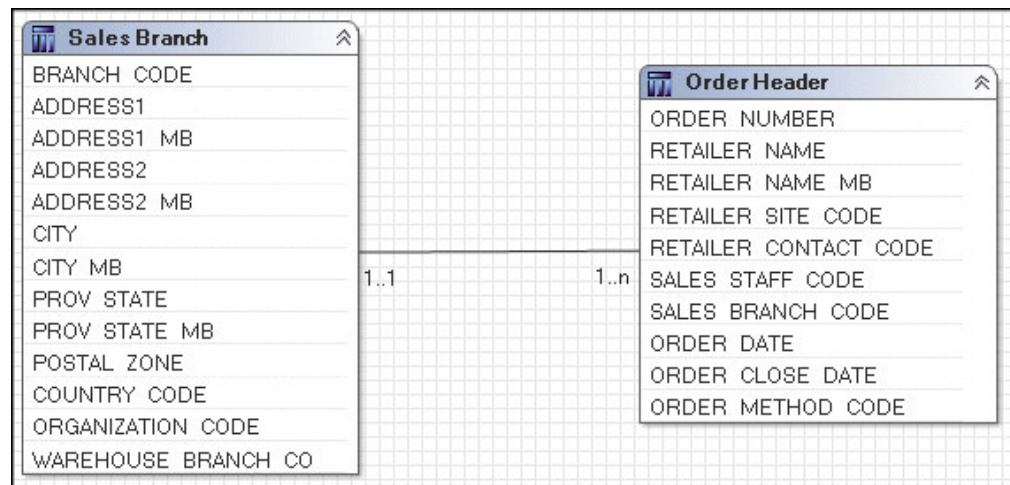 Sales Branch
BRANCH CODE
ADDRESS1
ADDRESS1 MB
ADDRESS2
ADDRESS2 MB
CITY
CITY MB
PROV STATE
PROV STATE MB
POSTAL ZONE
COUNTRY CODE
ORGANIZATION CODE
WAREHOUSE BRANCH CO
1..1
1..n
Order Header
ORDER NUMBER
RETAILER NAME
RETAILER NAME MB
RETAILER SITE CODE
RETAILER CONTACT CODE
SALES STAFF CODE
SALES BRANCH CODE
ORDER DATE
ORDER CLOSE DATE
ORDER METHOD CODE